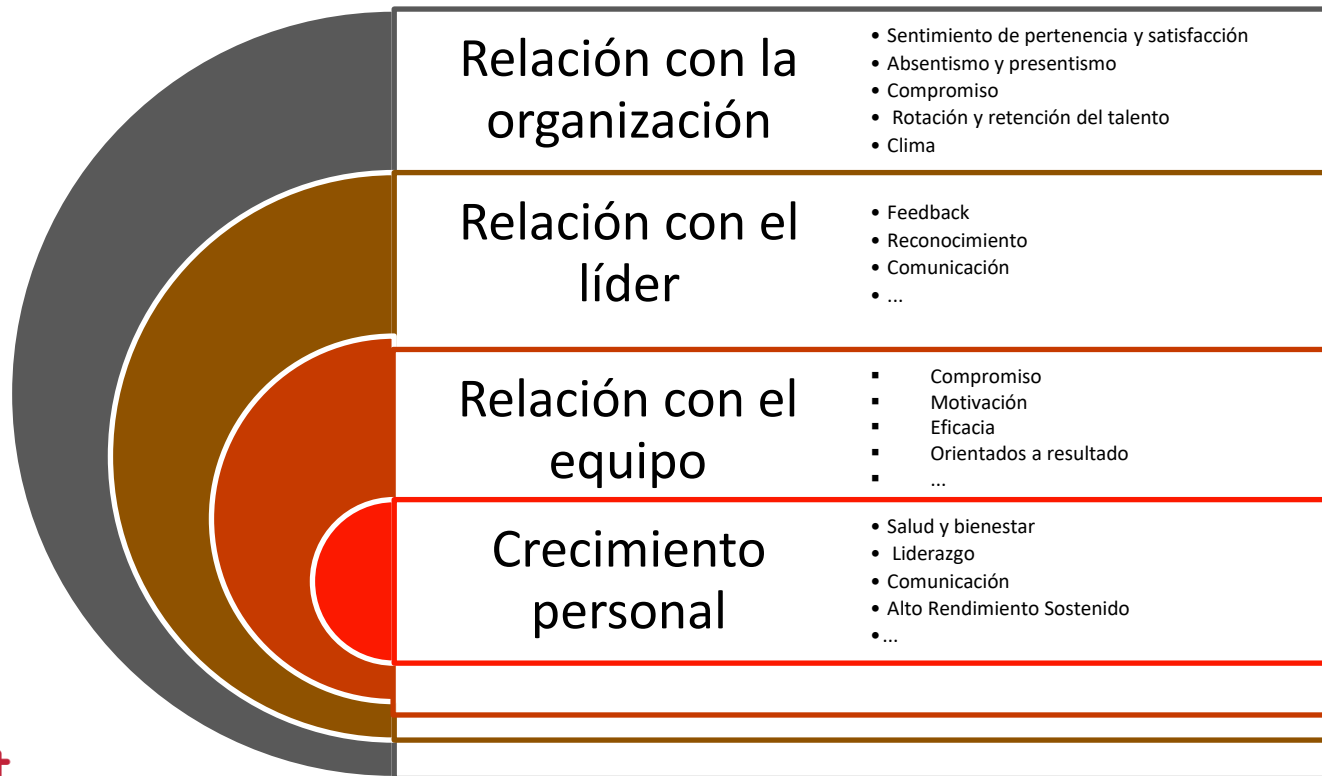 Relación con la
organización
• Sentimiento de pertenencia y satisfacción
• Absentismo y presentismo
• Compromiso
• Rotación y retención del talento
• Clima
Relación con el
líder
• Feedback
• Reconocimiento
• Comunicación
• ...
Relación con el
equipo
▪ Compromiso
▪ Motivación
▪ Eficacia
▪ Orientados a resultado
▪ ...
Crecimiento
personal
• Salud y bienestar
• Liderazgo
• Comunicación
• Alto Rendimiento Sostenido
• ...